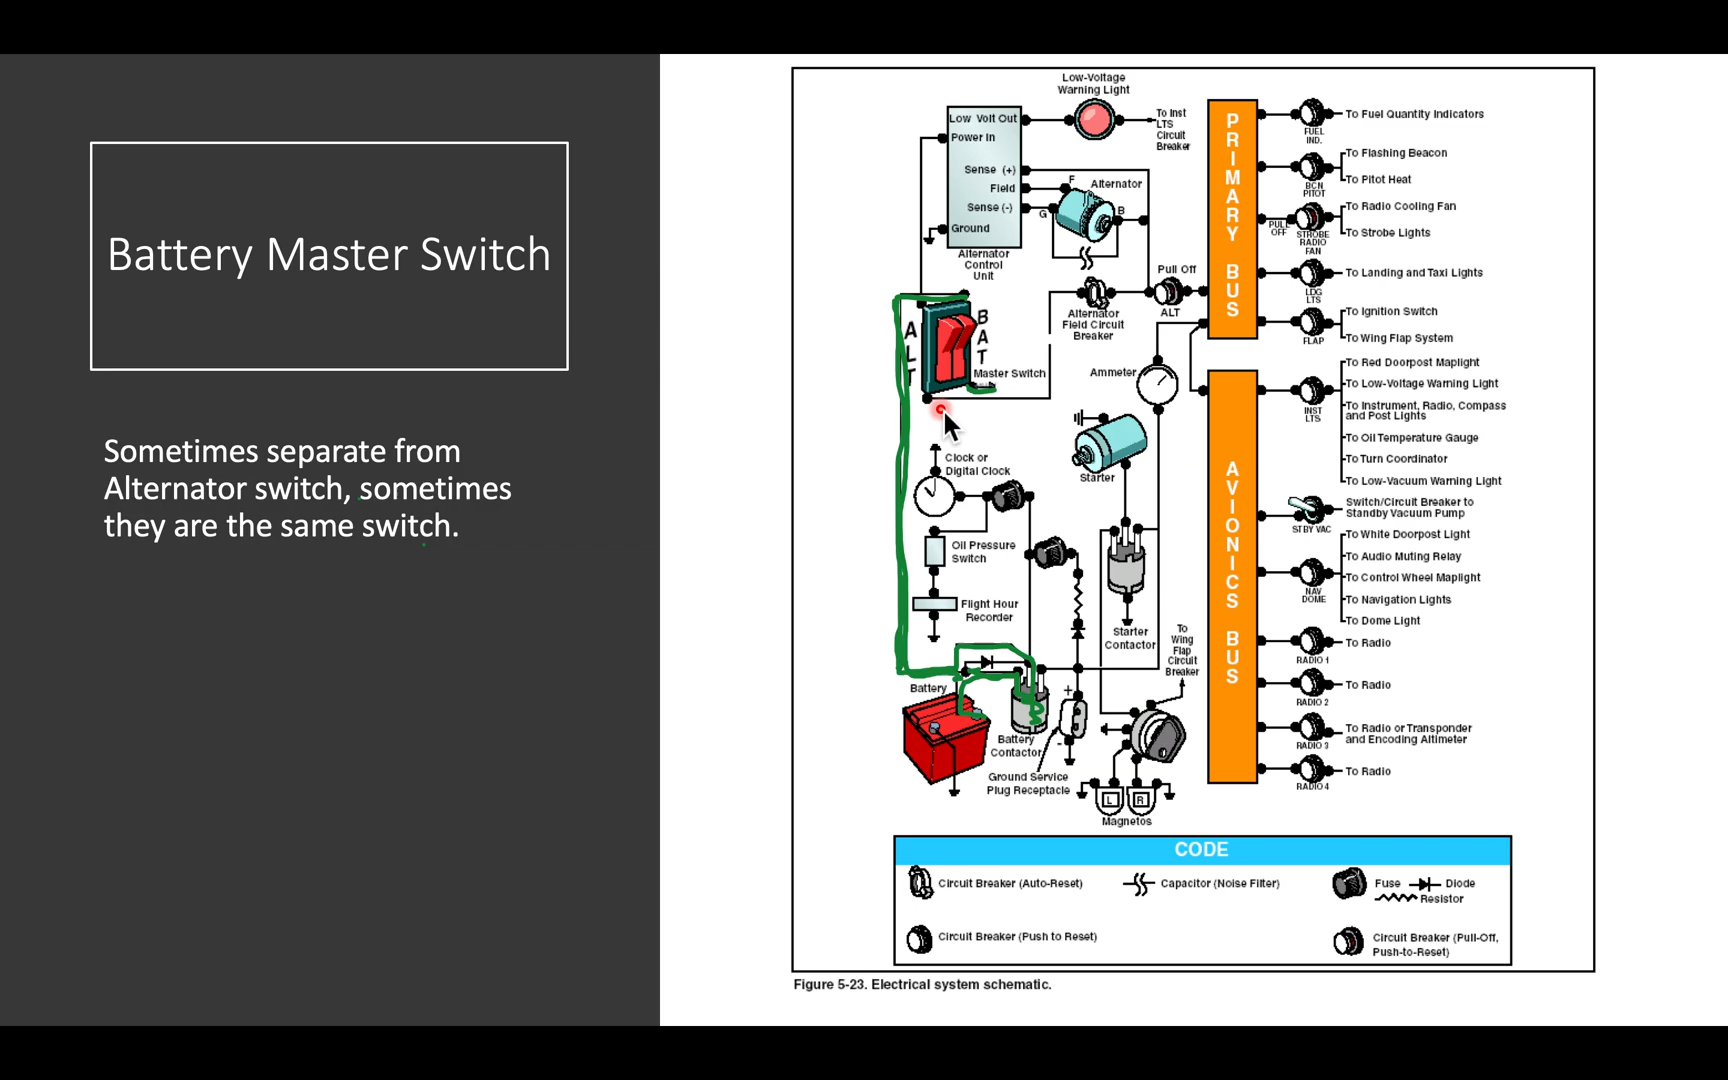 Battery Master Switch
Sometimes separate from
Alternator switch, sometimes
they are the same switch.
Low-Voltage
Warning Light
Low Volt Out
Power In
Sense (+)
Field
Sense (-)
Ground
Alternator
Control
Unit
To Inst
LTS
Circuit
Breaker
F
Alternator
G
B
Pull Off
ALT
Alternator
Field Circuit
Breaker
ALT
BAT
Master Switch
Ammeter
Clock or
Digital Clock
Starter
Oil Pressure
Switch
Flight Hour
Recorder
Starter
Contactor
To
Wing
Flap
Circuit
Breaker
Battery
+
-
Battery
Contactor
Ground Service
Plug Receptacle
L
R
Magnetos
PRIMARY BUS
FUEL
IND.
To Fuel Quantity Indicators
BCN
PITOT
To Flashing Beacon
To Pitot Heat
PULL
OFF
STROBE
RADIO
FAN
To Radio Cooling Fan
To Strobe Lights
LDG
LTS
To Landing and Taxi Lights
FLAP
To Ignition Switch
To Wing Flap System
AVIONICS BUS
INST
LTS
To Red Doorpost Maplight
To Low-Voltage Warning Light
To Instrument, Radio, Compass
and Post Lights
To Oil Temperature Gauge
To Turn Coordinator
To Low-Vacuum Warning Light
STBY VAC
Switch/Circuit Breaker to
Standby Vacuum Pump
NAV
DOME
To White Doorpost Light
To Audio Muting Relay
To Control Wheel Maplight
To Navigation Lights
To Dome Light
RADIO 1
To Radio
RADIO 2
To Radio
RADIO 3
To Radio or Transponder
and Encoding Altimeter
RADIO 4
To Radio
CODE
Circuit Breaker (Auto-Reset)
Capacitor (Noise Filter)
Fuse
Diode
Resistor
Circuit Breaker (Push to Reset)
Circuit Breaker (Pull-Off,
Push-to-Reset)
Figure 5-23. Electrical system schematic.